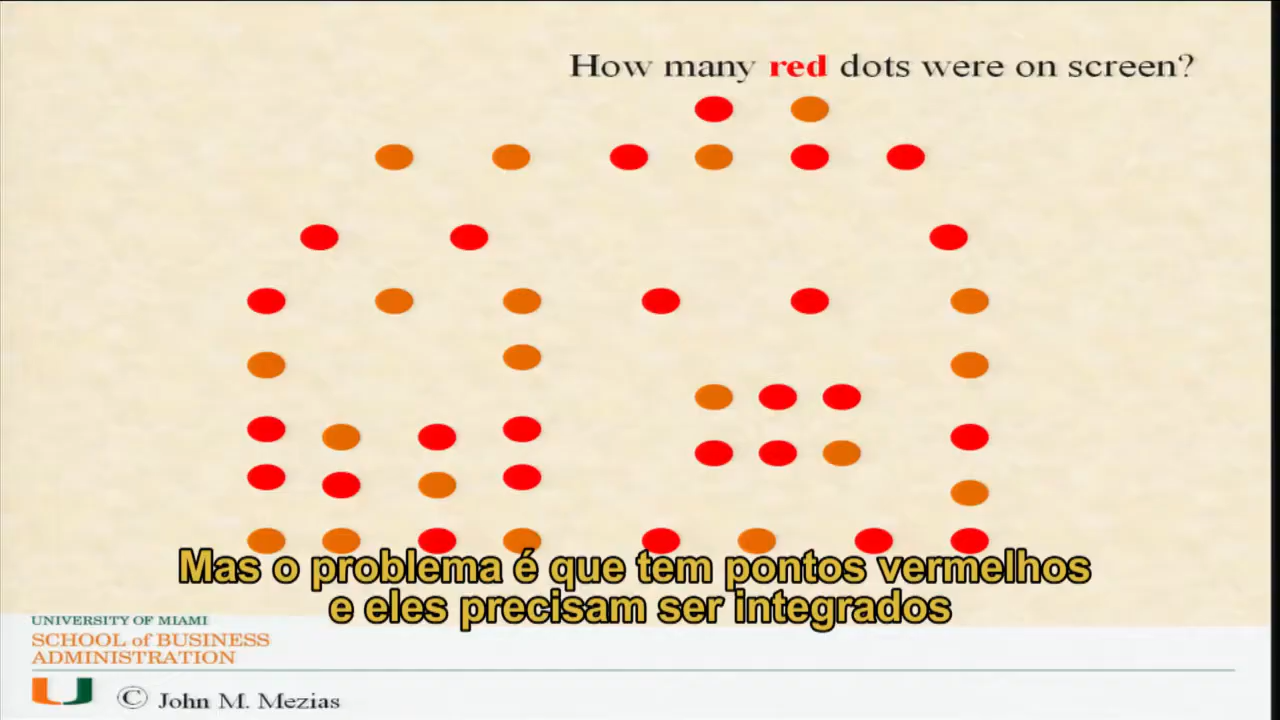 How many red dots were on screen?
Mas o problema é que tem pontos vermelhos
e eles precisam ser integrados
UNIVERSITY OF MIAMI
SCHOOL of BUSINESS
ADMINISTRATION
© John M. Mezias